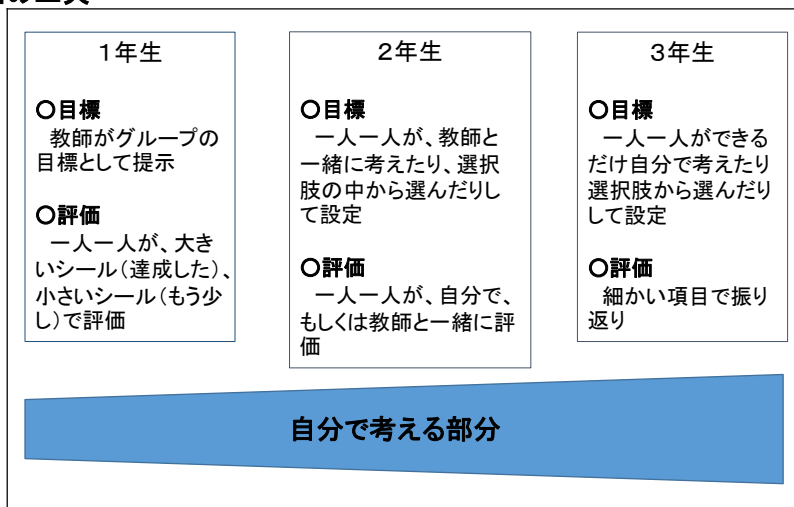 １年生
○目標
教師がグループの
目標として提示
○評価
一人一人が、大き
いシール（達成した）、
小さいシール（もう少
し）で評価
２年生
○目標
一人一人が、教師と
一緒に考えたり、選択
肢の中から選んだりし
て設定
○評価
一人一人が、自分で、
もしくは教師と一緒に評
価
３年生
○目標
一人一人ができる
だけ自分で考えたり
選択肢から選んだり
して設定
○評価
細かい項目で振り
返り
自分で考える部分